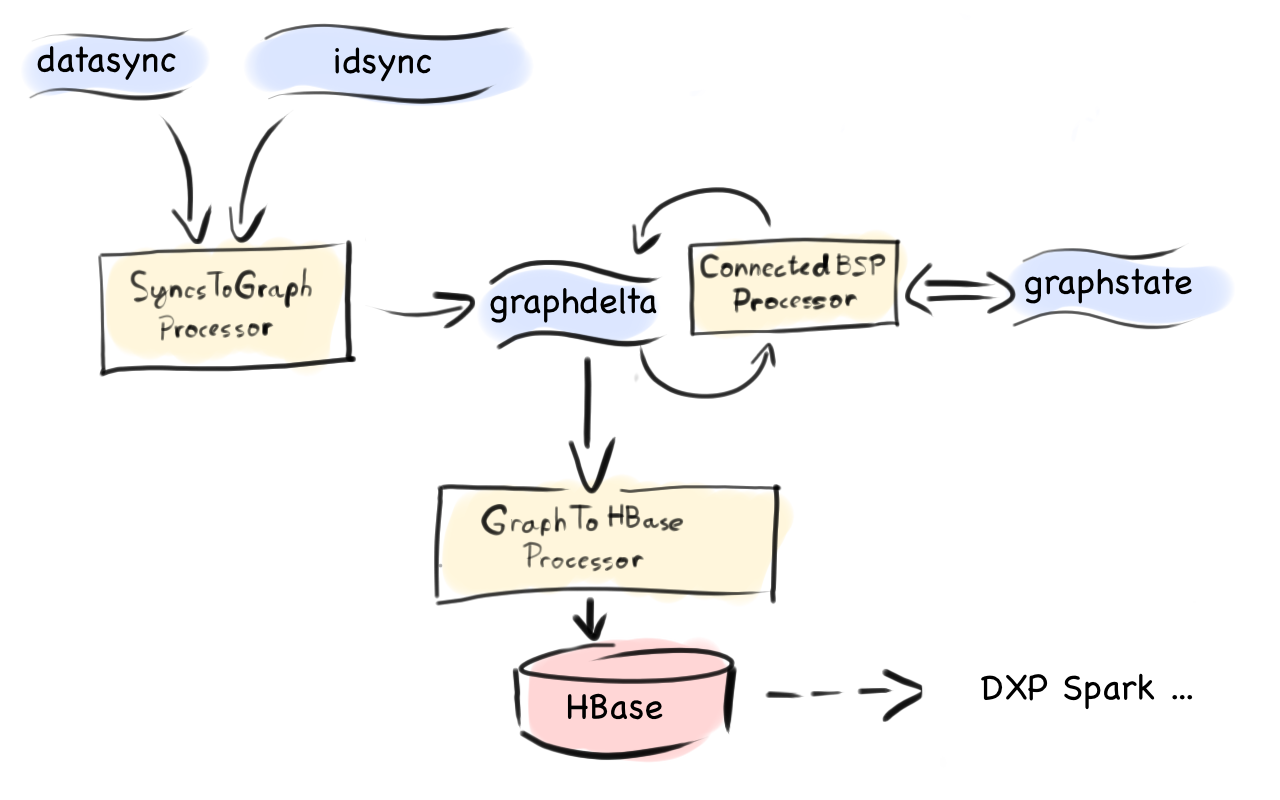 datasync
idsync
SyncsToGraph
Processor
graphdelta
Connected BSP
Processor
graphstate
GraphTo HBase
Processor
HBase
DXP Spark ...